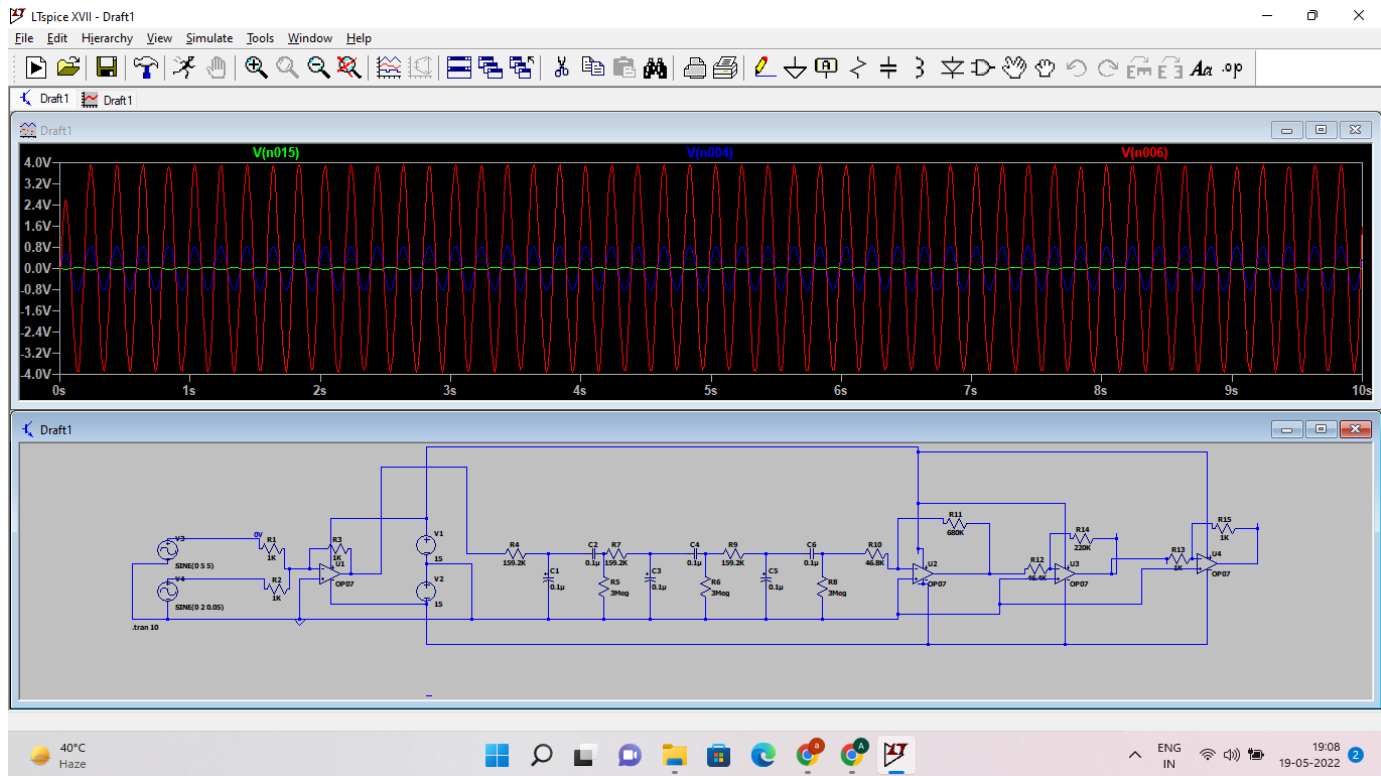 LTspice XVII - Draft1
File Edit Hierarchy View Simulate Tools Window Help
Draft1 Draft1
Draft1
V(n015) V(n004) V(n006)
4.0V
3.2V
2.4V
1.6V
0.8V
0.0V
-0.8V
-1.6V
-2.4V
-3.2V
-4.0V
0s 1s 2s 3s 4s 5s 6s 7s 8s 9s 10s
Draft1
V3
SINE(0 5 5)
V4
SINE(0 2 0.05)
.tran 10
0V
R1
1K
R2
1K
R3
1K
U1
OP07
V1
15
V2
15
R4
159.2K
C1
0.1µ
C2
0.1µ
R7
159.2K
R5
3Meg
C3
0.1µ
C4
0.1µ
R6
3Meg
R9
159.2K
C5
0.1µ
C6
0.1µ
R8
3Meg
R10
46.8K
R11
680K
U2
OP07
R12
46.4K
R14
220K
U3
OP07
R13
1K
R15
1K
U4
OP07
40°C
Haze
ENG
IN
19:08
19-05-2022
2